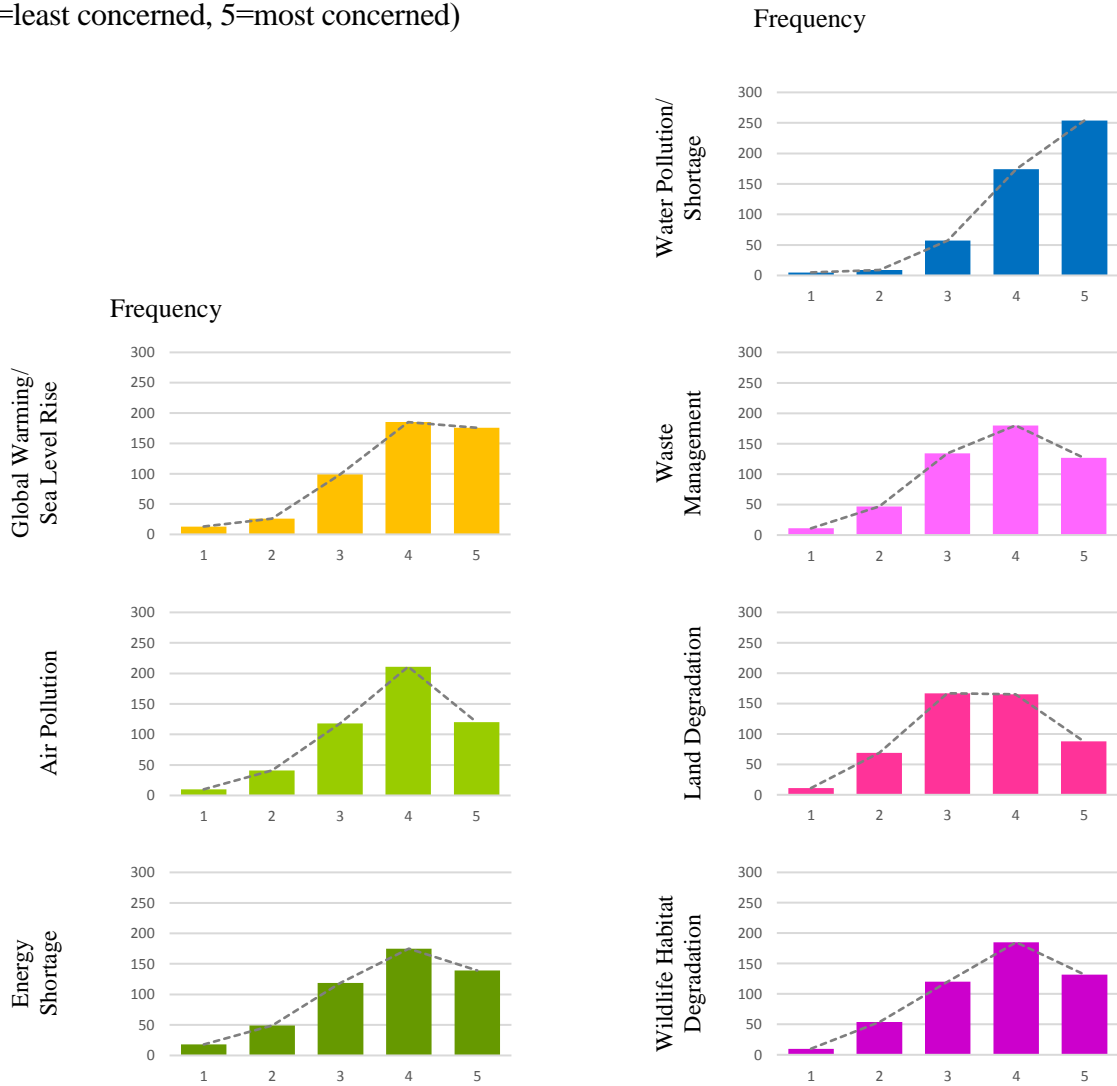 =least concerned, 5=most concerned)
Frequency
Water Pollution/
Shortage
300
250
200
150
100
50
0
1 2 3 4 5
Frequency
Global Warming/
Sea Level Rise
300
250
200
150
100
50
0
1 2 3 4 5
Waste
Management
300
250
200
150
100
50
0
1 2 3 4 5
Air Pollution
300
250
200
150
100
50
0
1 2 3 4 5
Land Degradation
300
250
200
150
100
50
0
1 2 3 4 5
Energy
Shortage
300
250
200
150
100
50
0
1 2 3 4 5
Wildlife Habitat
Degradation
300
250
200
150
100
50
0
1 2 3 4 5